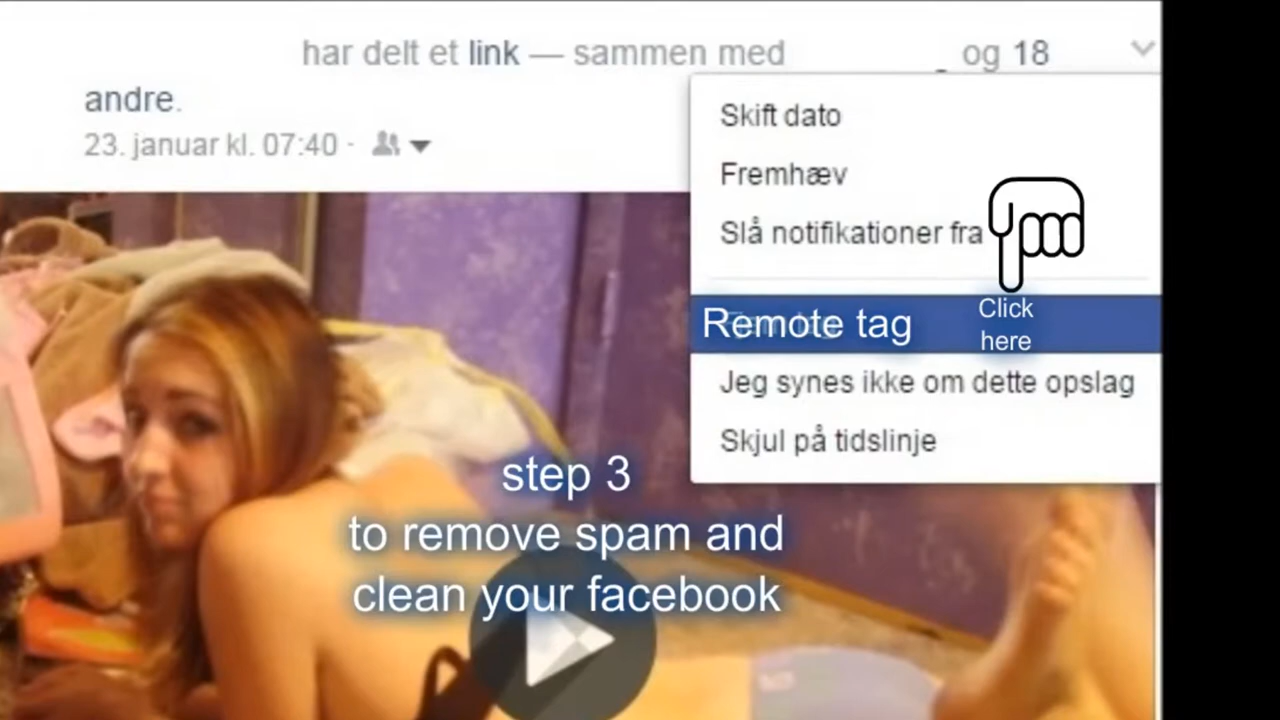 har delt et link — sammen med og 18
andre.
23. januar kl. 07:40 ·
Skift dato
Fremhæv
Slå notifikationer fra
Remote tag
Click
here
Jeg synes ikke om dette opslag
Skjul på tidslinje
step 3
to remove spam and
clean your facebook